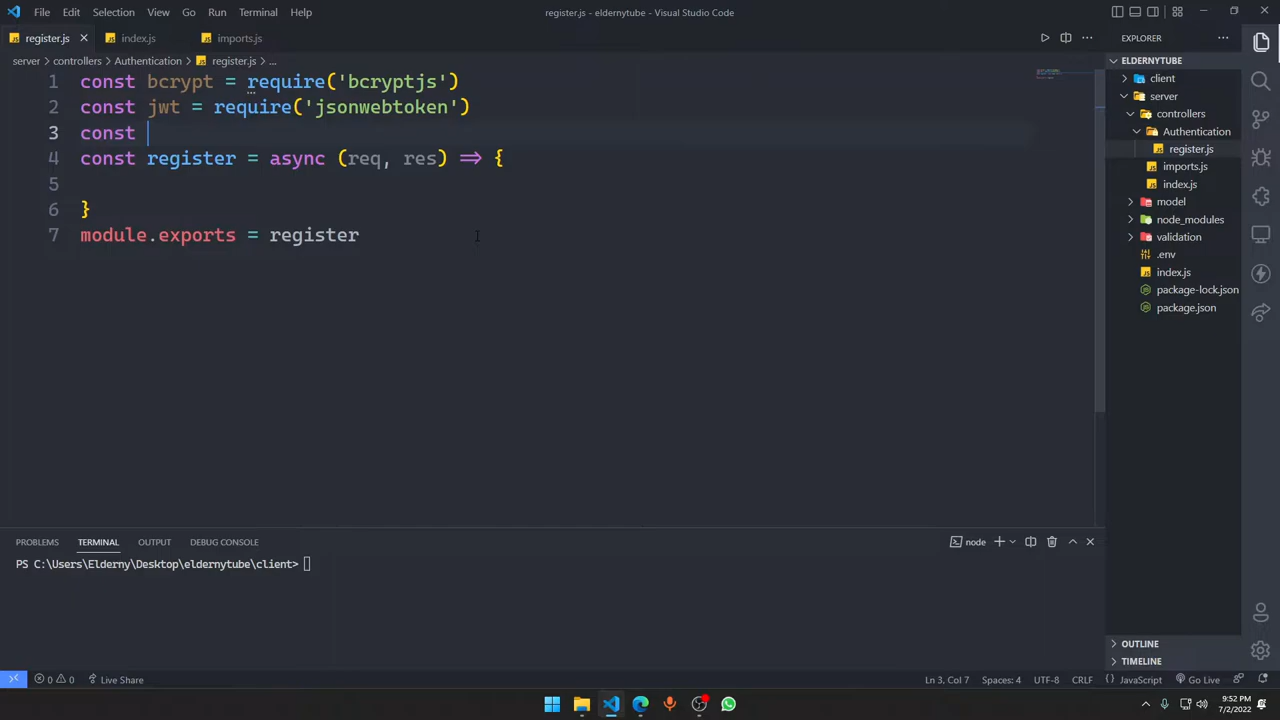 File Edit Selection View Go Run Terminal Help
register.js - eldernytube - Visual Studio Code
register.js index.js imports.js
EXPLORER
server > controllers > Authentication > register.js > ...
1 const bcrypt = require('bcryptjs')
2 const jwt = require('jsonwebtoken')
3 const
4 const register = async (req, res) => {
5
6 }
7 module.exports = register
ELDERNYTUBE
client
server
controllers
Authentication
register.js
imports.js
index.js
model
node_modules
validation
.env
index.js
package-lock.json
package.json
OUTLINE
TIMELINE
PROBLEMS TERMINAL OUTPUT DEBUG CONSOLE
node
PS C:\Users\Elderny\Desktop\eldernytube\client>
0 0 Live Share
Ln 3, Col 7 Spaces: 4 UTF-8 CRLF {} JavaScript Go Live
9:52 PM
7/2/2022